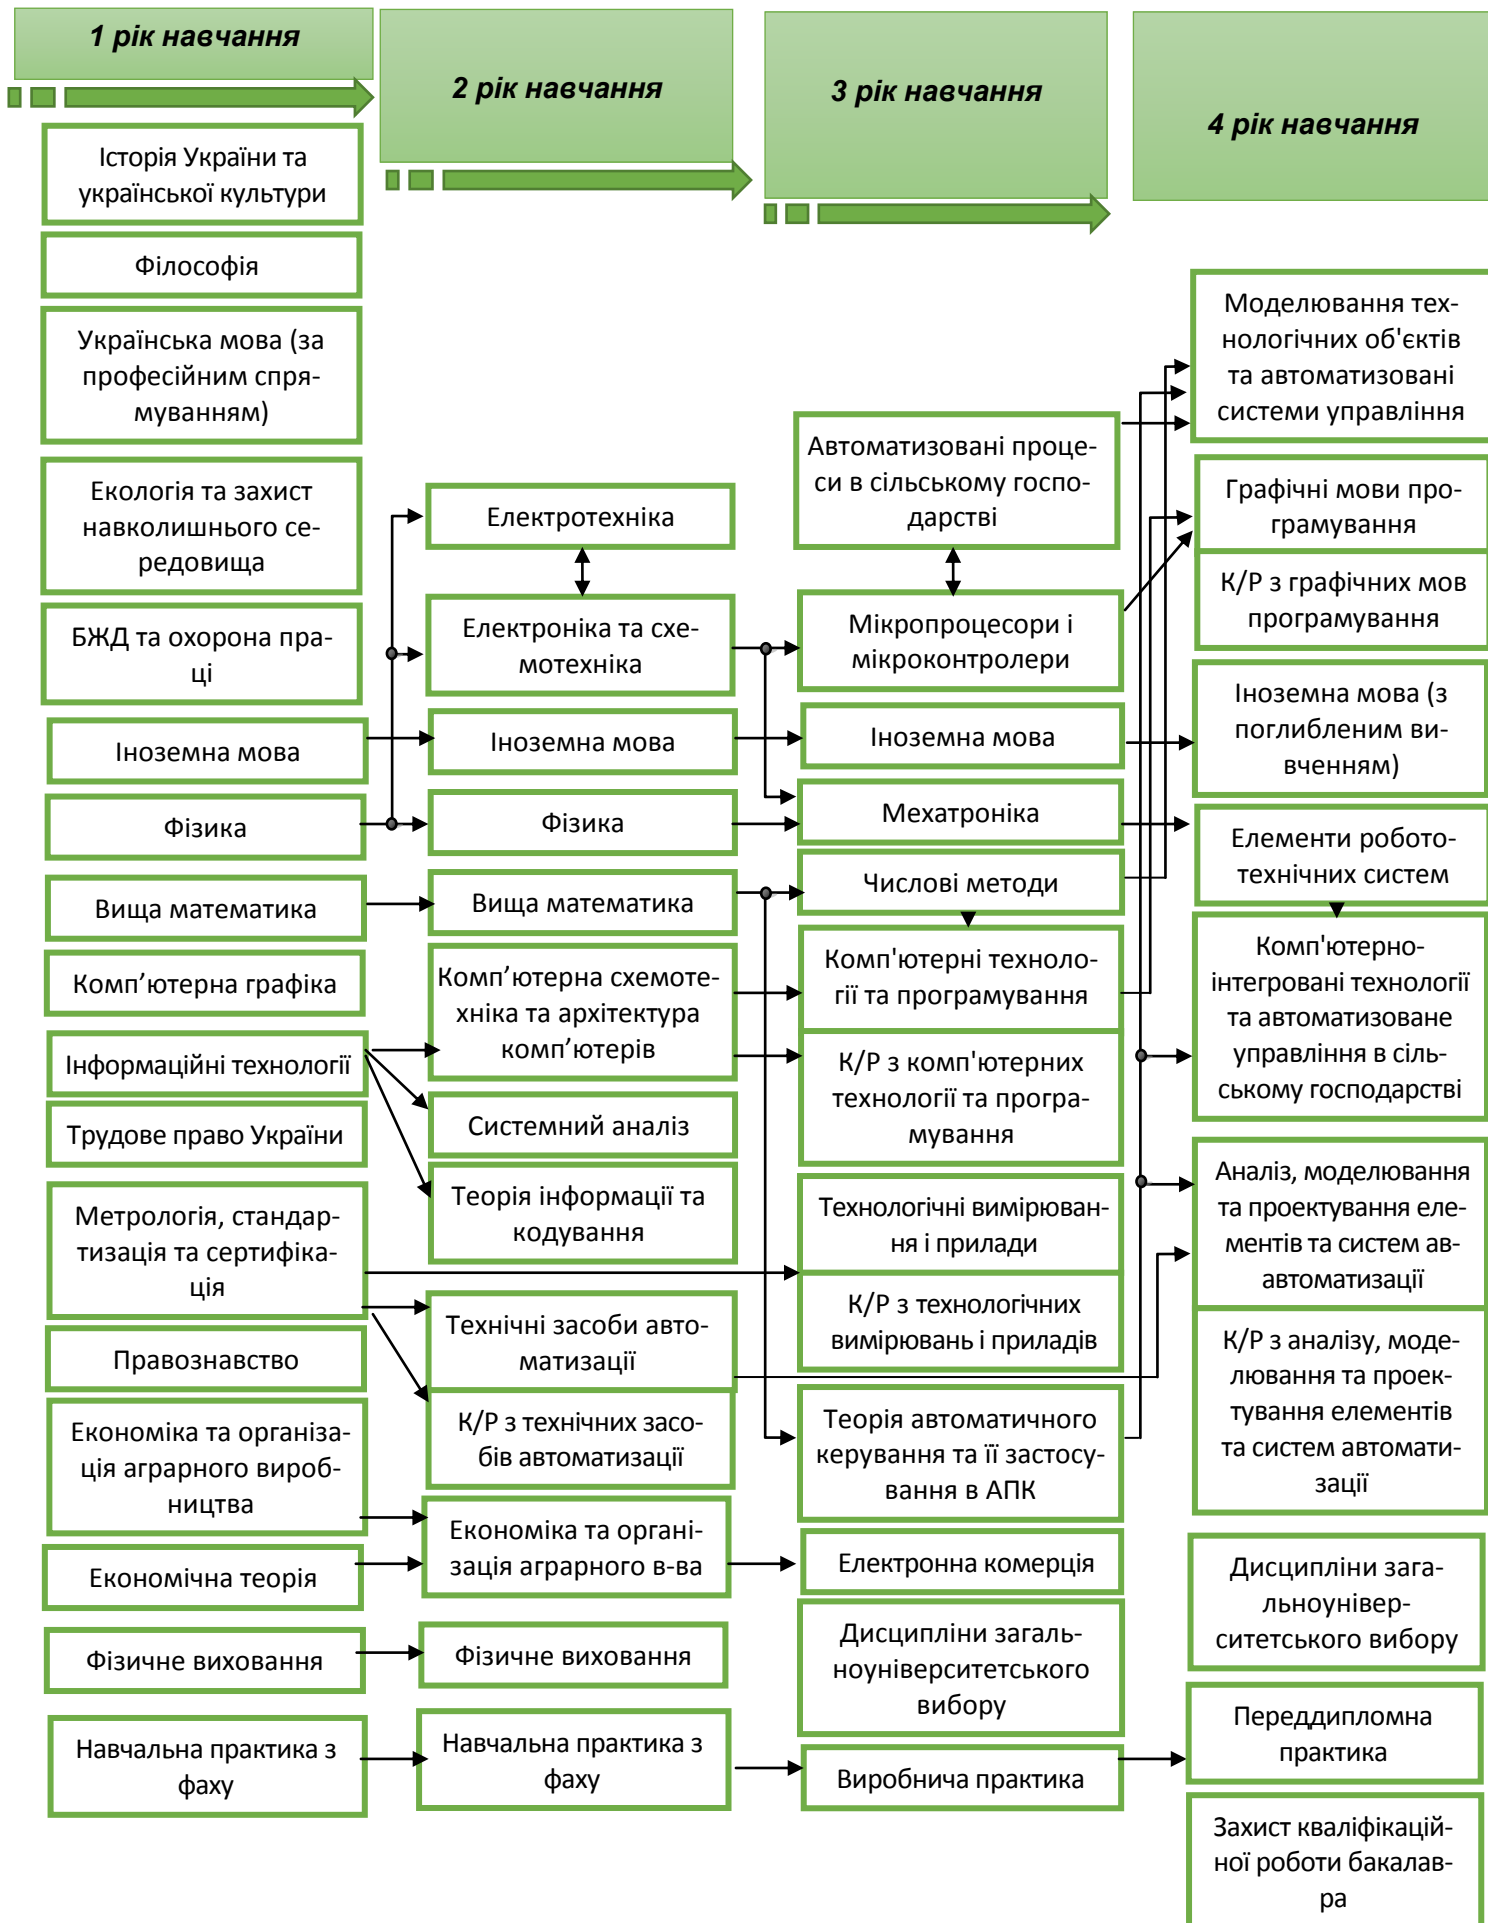 1 рік навчання
Історія України та
української культури
Філософія
Українська мова (за
професійним спря-
муванням)
Екологія та захист
навколишнього се-
редовища
БЖД та охорона пра-
ці
Іноземна мова
Фізика
Вища математика
Комп’ютерна графіка
Інформаційні технології
Трудове право України
Метрологія, стандар-
тизація та сертифіка-
ція
Правознавство
Економіка та організа-
ція аграрного вироб-
ництва
Економічна теорія
Фізичне виховання
Навчальна практика з
фаху
2 рік навчання
Електротехніка
Електроніка та схе-
мотехніка
Іноземна мова
Фізика
Вища математика
Комп’ютерна схемоте-
хніка та архітектура
комп’ютерів
Системний аналіз
Теорія інформації та
кодування
Технічні засоби авто-
матизації
К/Р з технічних засо-
бів автоматизації
Економіка та органі-
зація аграрного в-ва
Фізичне виховання
Навчальна практика з
фаху
3 рік навчання
Автоматизовані проце-
си в сільському госпо-
дарстві
Мікропроцесори і
мікроконтролери
Іноземна мова
Мехатроніка
Числові методи
Комп'ютерні техноло-
гії та програмування
К/Р з комп'ютерних
технології та програ-
мування
Технологічні вимірюван-
ня і прилади
К/Р з технологічних
вимірювань і приладів
Теорія автоматичного
керування та її застосу-
вання в АПК
Електронна комерція
Дисципліни загаль-
ноуніверситетського
вибору
Виробнича практика
4 рік навчання
Моделювання тех-
нологічних об'єктів
та автоматизовані
системи управління
Графічні мови про-
грамування
К/Р з графічних мов
програмування
Іноземна мова (з
поглибленим ви-
вченням)
Елементи робото-
технічних систем
Комп'ютерно-
інтегровані технології
та автоматизоване
управління в сіль-
ському господарстві
Аналіз, моделювання
та проектування еле-
ментів та систем ав-
автоматизації
К/Р з аналізу, моде-
лювання та проек-
тування елементів
та систем автомати-
зації
Дисципліни зага-
льноунівер-
ситетського вибору
Переддипломна
практика
Захист кваліфікацій-
ної роботи бакалав-
ра